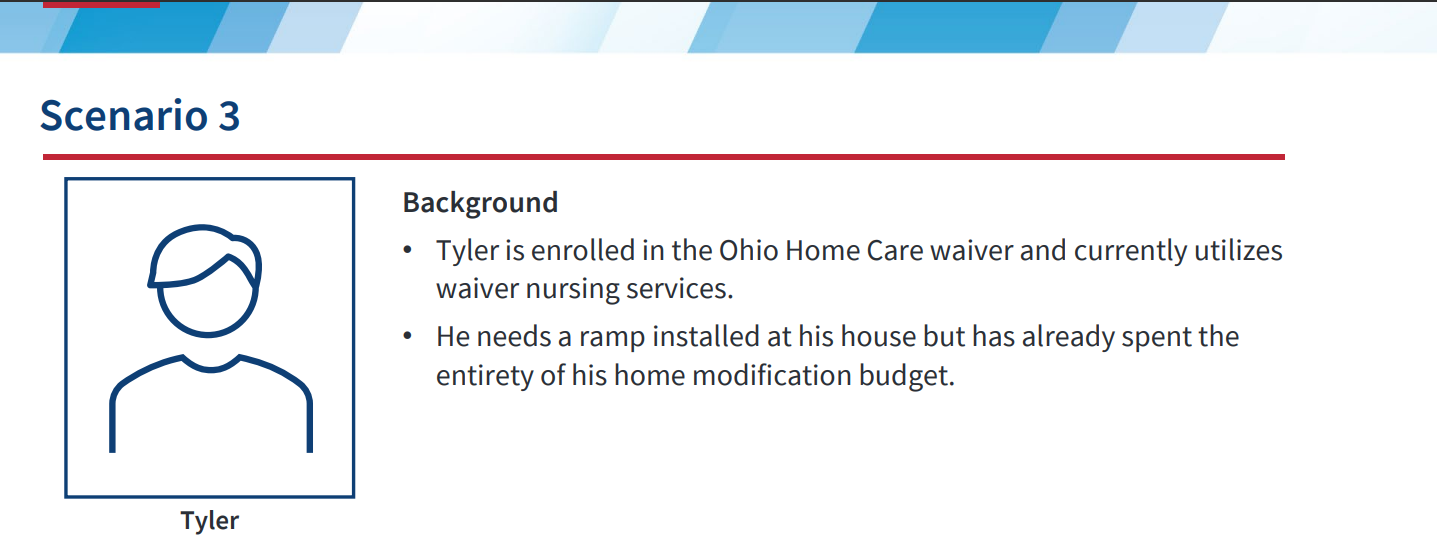 Scenario 3
Background
• Tyler is enrolled in the Ohio Home Care waiver and currently utilizes
waiver nursing services.
• He needs a ramp installed at his house but has already spent the
entirety of his home modification budget.
Tyler